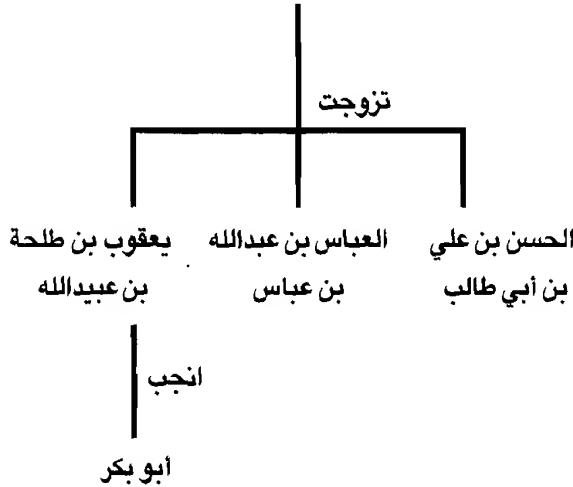 تزوجت
الحسن بن علي
بن أبي طالب
العباس بن عبدالله
بن عباس
يعقوب بن طلحة
بن عبيدالله
انجب
أبو بكر